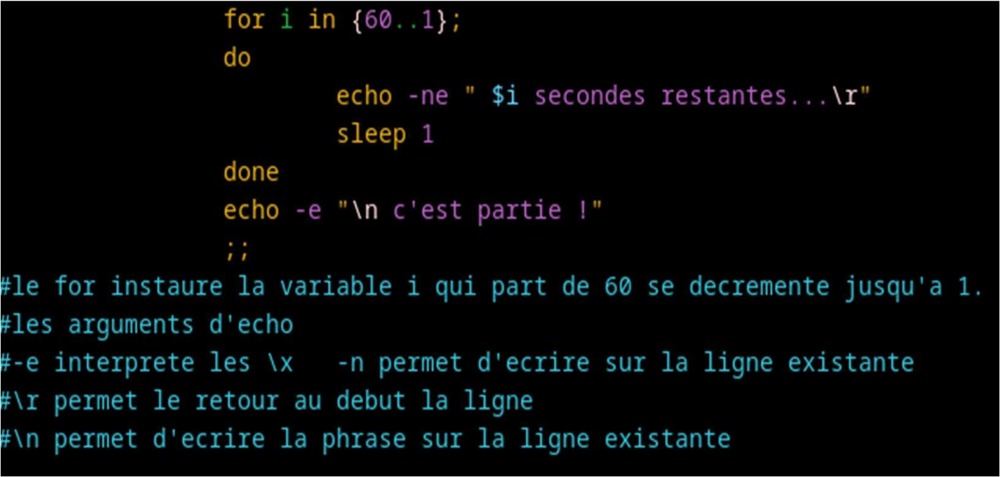 for i in {60..1};
do
echo -ne " $i secondes restantes...\r"
sleep 1
done
echo -e "\n c'est partie !"
;;
#le for instaure la variable i qui part de 60 se decremente jusqu'a 1.
#les arguments d'echo
#-e interprete les \x   -n permet d'ecrire sur la ligne existante
#\r permet le retour au debut la ligne
#\n permet d'ecrire la phrase sur la ligne existante